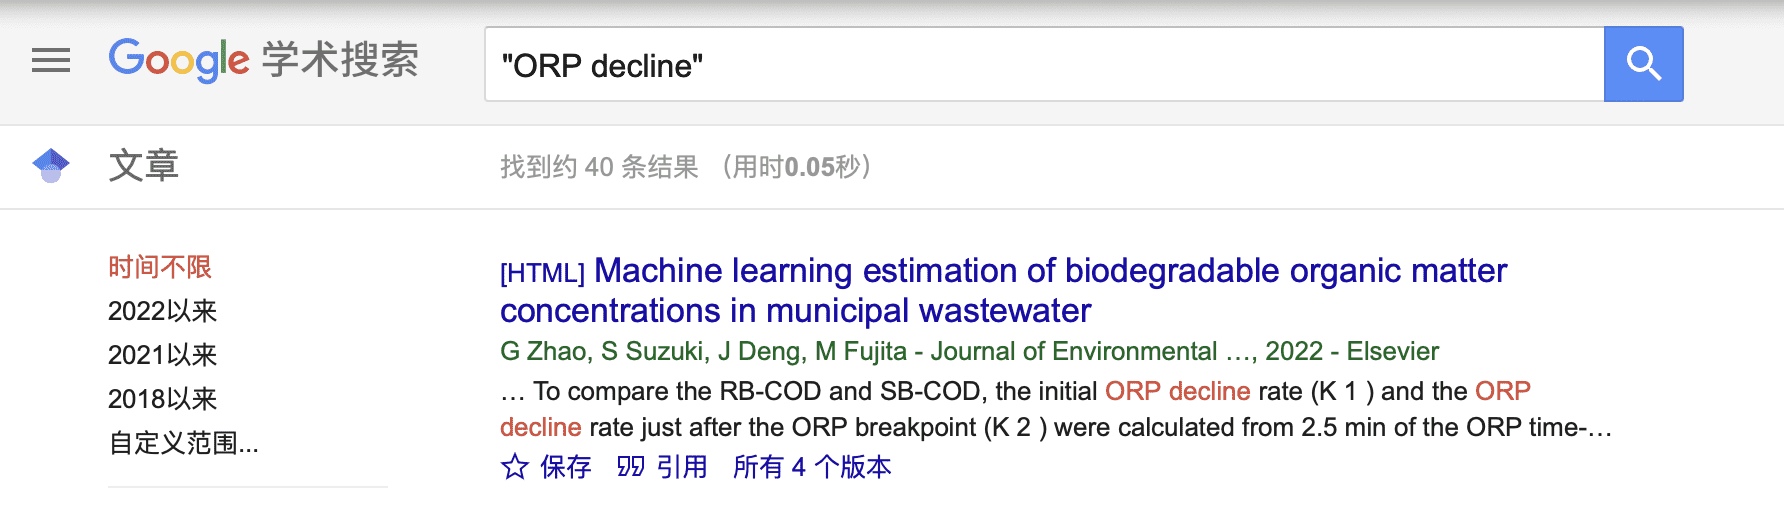 Google 学术搜索
"ORP decline"
文章
找到约 40 条结果 （用时0.05秒）
时间不限
2022以来
2021以来
2018以来
自定义范围...
[HTML] Machine learning estimation of biodegradable organic matter
concentrations in municipal wastewater
G Zhao, S Suzuki, J Deng, M Fujita - Journal of Environmental …, 2022 - Elsevier
… To compare the RB-COD and SB-COD, the initial ORP decline rate (K 1 ) and the ORP
decline rate just after the ORP breakpoint (K 2 ) were calculated from 2.5 min of the ORP time-…
保存 引用 所有 4 个版本